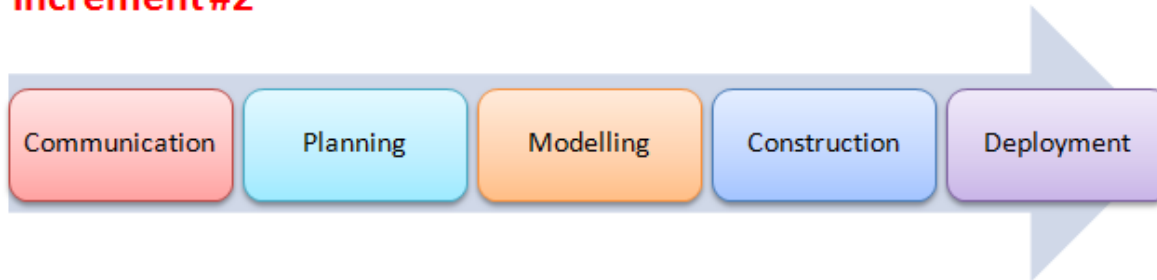 Increment#2
Communication
Planning
Modelling
Construction
Deployment